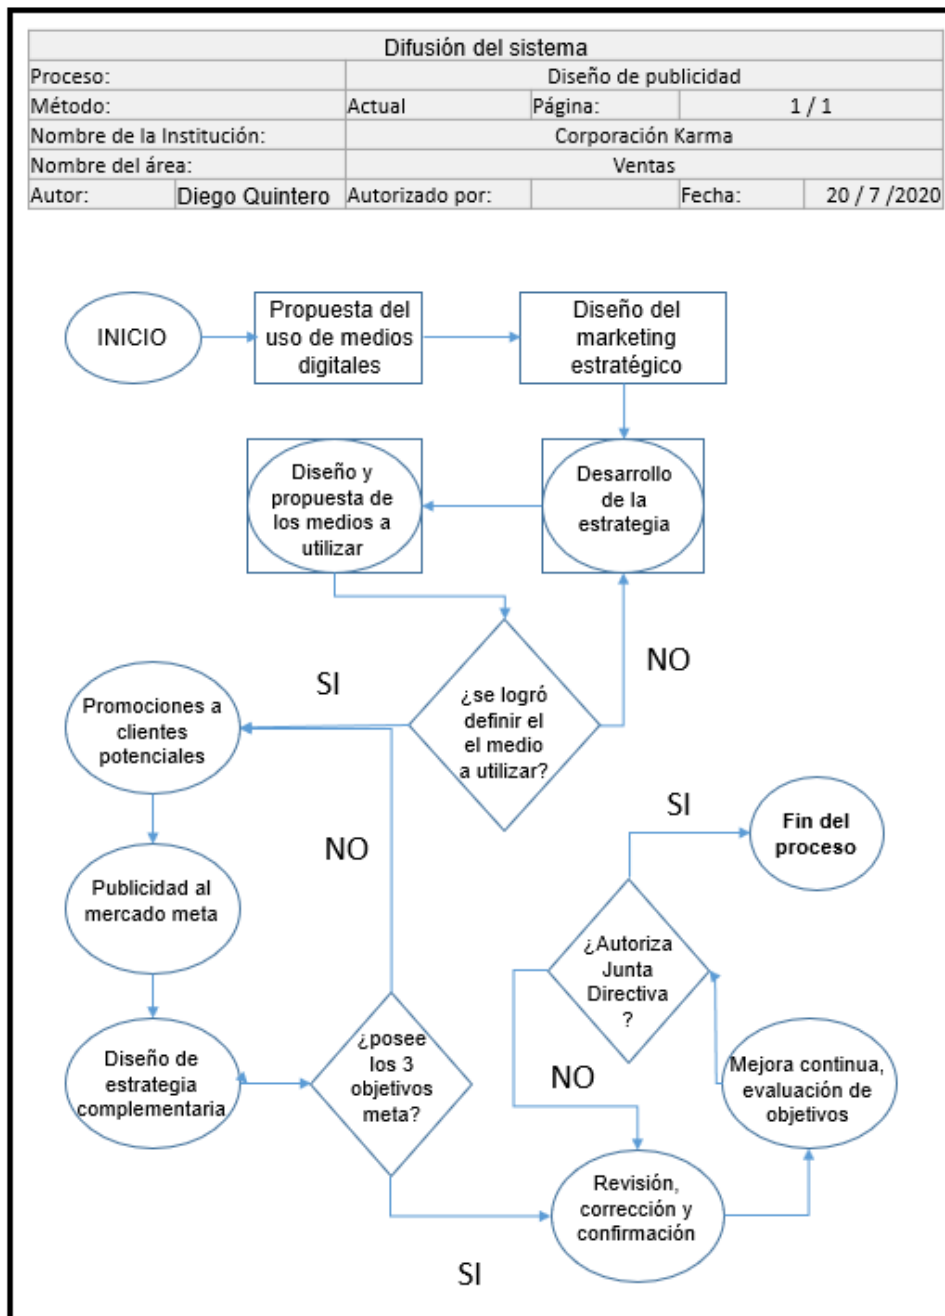 Difusión del sistema
Proceso: Diseño de publicidad
Método: Actual Página: 1 / 1
Nombre de la Institución: Corporación Karma
Nombre del área: Ventas
Autor: Diego Quintero Autorizado por: Fecha: 20 / 7 /2020
INICIO
Propuesta del
uso de medios
digitales
Diseño del
marketing
estratégico
Desarrollo
de la
estrategia
Diseño y
propuesta de
los medios a
utilizar
¿se logró
definir el
el medio
a utilizar?
NO
SI
Promociones a
clientes
potenciales
Publicidad al
mercado meta
Diseño de
estrategia
complementaria
¿posee
los 3
objetivos
meta?
NO
SI
Revisión,
corrección y
confirmación
Mejora continua,
evaluación de
objetivos
¿Autoriza
Junta
Directiva
?
NO
SI
Fin del
proceso